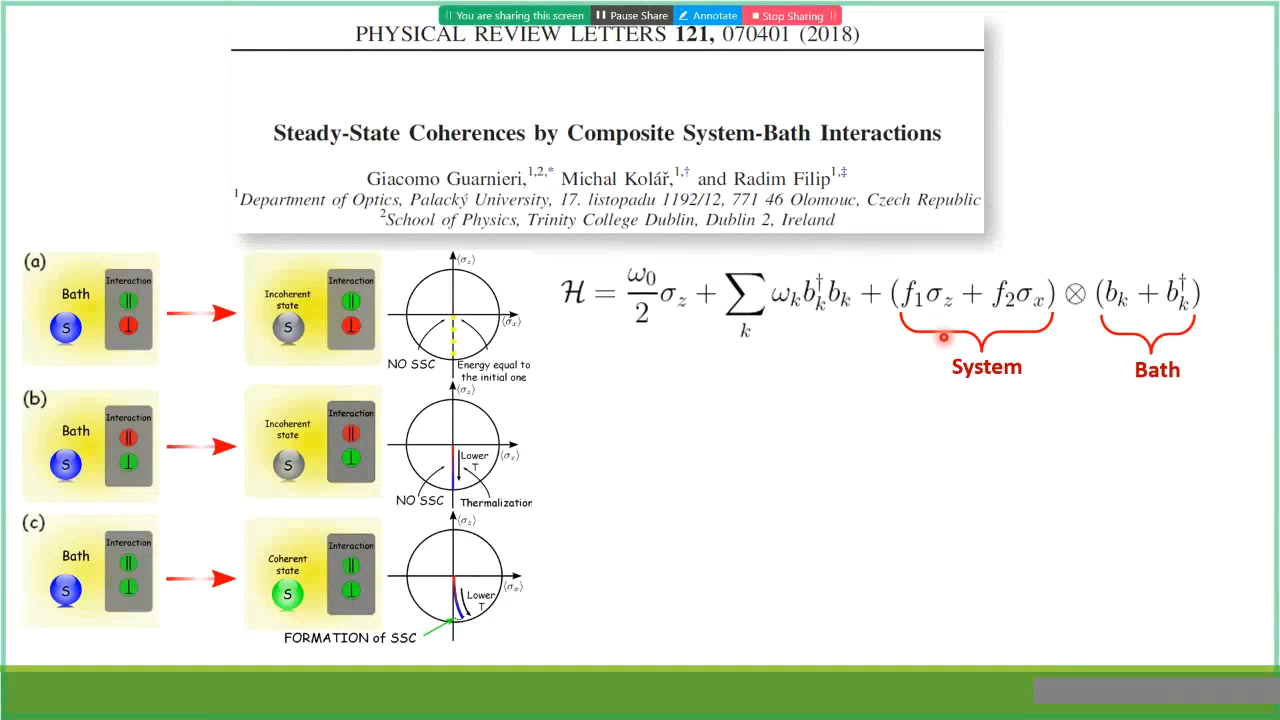 You are sharing this screen Pause Share Annotate Stop Sharing
PHYSICAL REVIEW LETTERS 121, 070401 (2018)
Steady-State Coherences by Composite System-Bath Interactions
Giacomo Guarnieri,1,2,* Michal Kolář,1,† and Radim Filip1,‡
1Department of Optics, Palacký University, 17. listopadu 1192/12, 771 46 Olomouc, Czech Republic
2School of Physics, Trinity College Dublin, Dublin 2, Ireland
(a)
Bath
S
Interaction
||
⊥
Incoherent
state
S
Interaction
||
⊥
⟨σz⟩
⟨σx⟩
NO SSC
Energy equal to
the initial one
(b)
Bath
S
Interaction
||
⊥
Incoherent
state
S
Interaction
||
⊥
⟨σz⟩
⟨σx⟩
Lower
T
NO SSC
Thermalization
(c)
Bath
S
Interaction
||
⊥
Coherent
state
S
Interaction
||
⊥
⟨σz⟩
⟨σx⟩
Lower
T
FORMATION of SSC
ℋ = ω0/2 σz + ∑k ωk b†k bk + (f1σz + f2σx) ⊗ (bk + b†k)
System
Bath